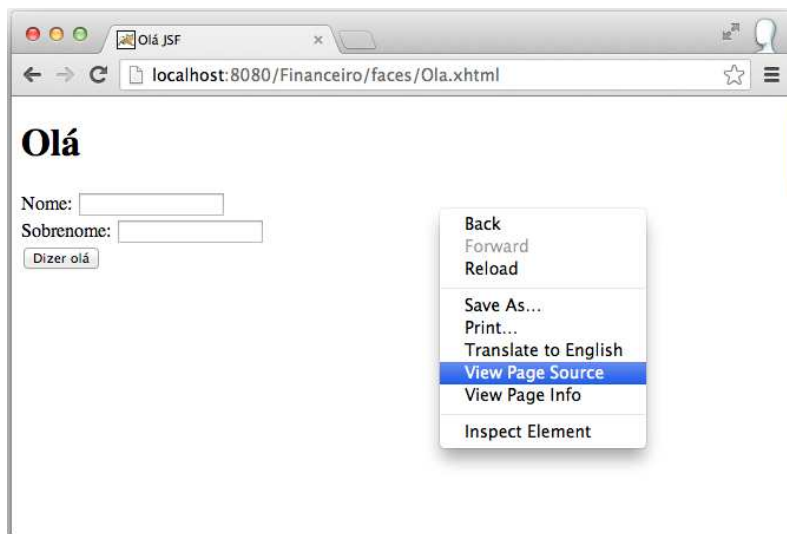 Olá JSF
localhost:8080/Financeiro/faces/Ola.xhtml
Olá
Nome:
Sobrenome:
Dizer olá
Back
Forward
Reload
Save As...
Print...
Translate to English
View Page Source
View Page Info
Inspect Element